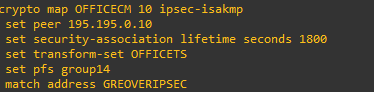 crypto map OFFICECM 10 ipsec-isakmp
set peer 195.195.0.10
set security-association lifetime seconds 1800
set transform-set OFFICETS
set pfs group14
match address GREOVERIPSEC